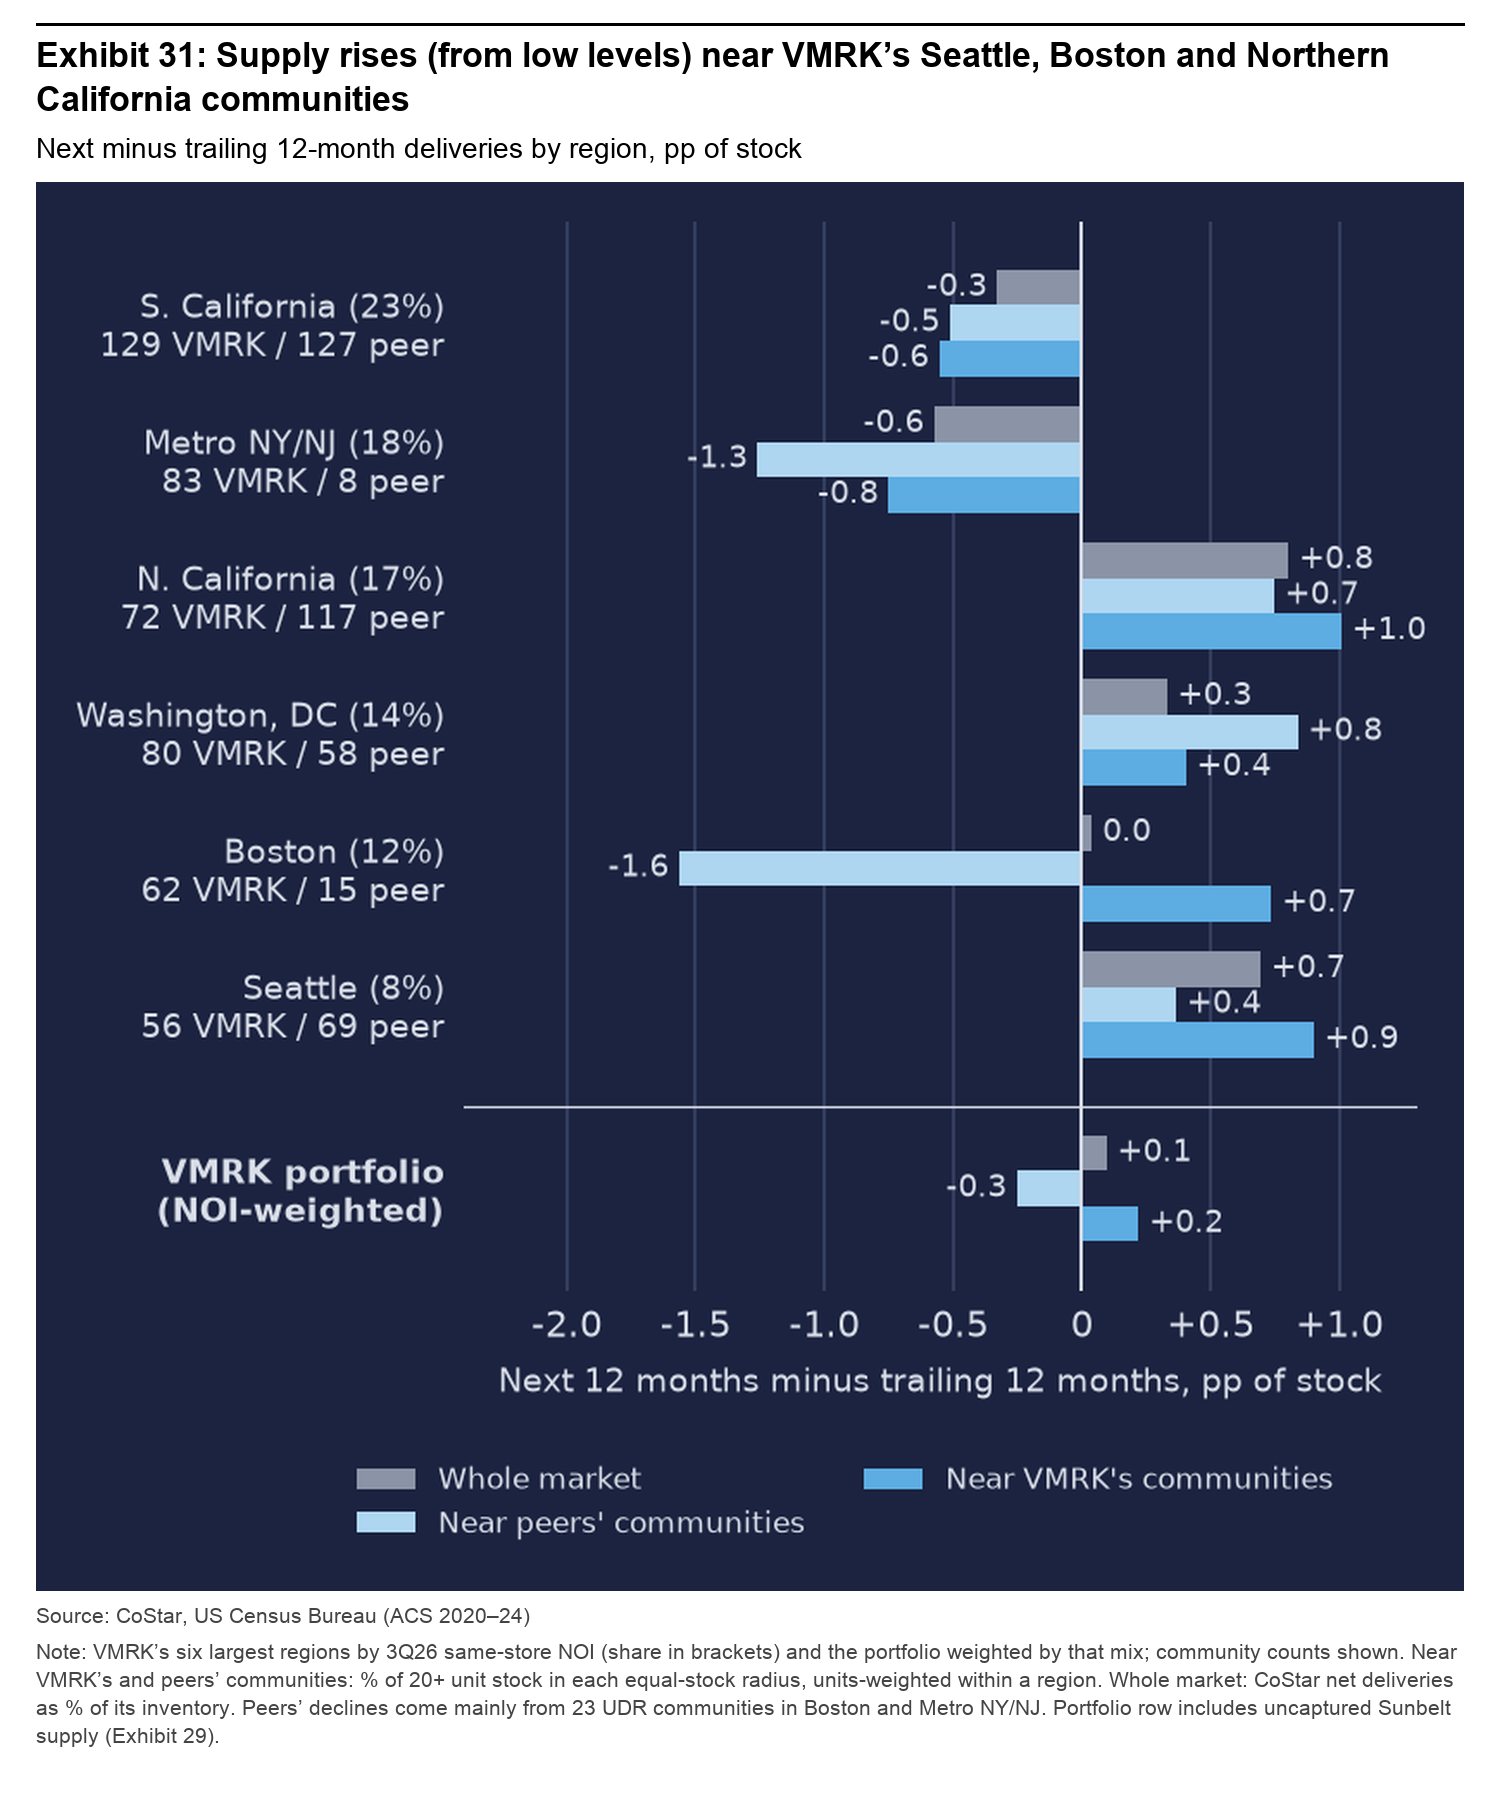 Exhibit 31: Supply rises (from low levels) near VMRK’s Seattle, Boston and Northern
California communities
Next minus trailing 12-month deliveries by region, pp of stock
S. California (23%)
129 VMRK / 127 peer
-0.3
-0.5
-0.6
Metro NY/NJ (18%)
83 VMRK / 8 peer
-0.6
-1.3
-0.8
N. California (17%)
72 VMRK / 117 peer
+0.8
+0.7
+1.0
Washington, DC (14%)
80 VMRK / 58 peer
+0.3
+0.8
+0.4
Boston (12%)
62 VMRK / 15 peer
0.0
-1.6
+0.7
Seattle (8%)
56 VMRK / 69 peer
+0.7
+0.4
+0.9
VMRK portfolio
(NOI-weighted)
+0.1
-0.3
+0.2
-2.0 -1.5 -1.0 -0.5 0 +0.5 +1.0
Next 12 months minus trailing 12 months, pp of stock
Whole market
Near VMRK's communities
Near peers' communities
Source: CoStar, US Census Bureau (ACS 2020–24)
Note: VMRK’s six largest regions by 3Q26 same-store NOI (share in brackets) and the portfolio weighted by that mix; community counts shown. Near
VMRK’s and peers’ communities: % of 20+ unit stock in each equal-stock radius, units-weighted within a region. Whole market: CoStar net deliveries
as % of its inventory. Peers’ declines come mainly from 23 UDR communities in Boston and Metro NY/NJ. Portfolio row includes uncaptured Sunbelt
supply (Exhibit 29).